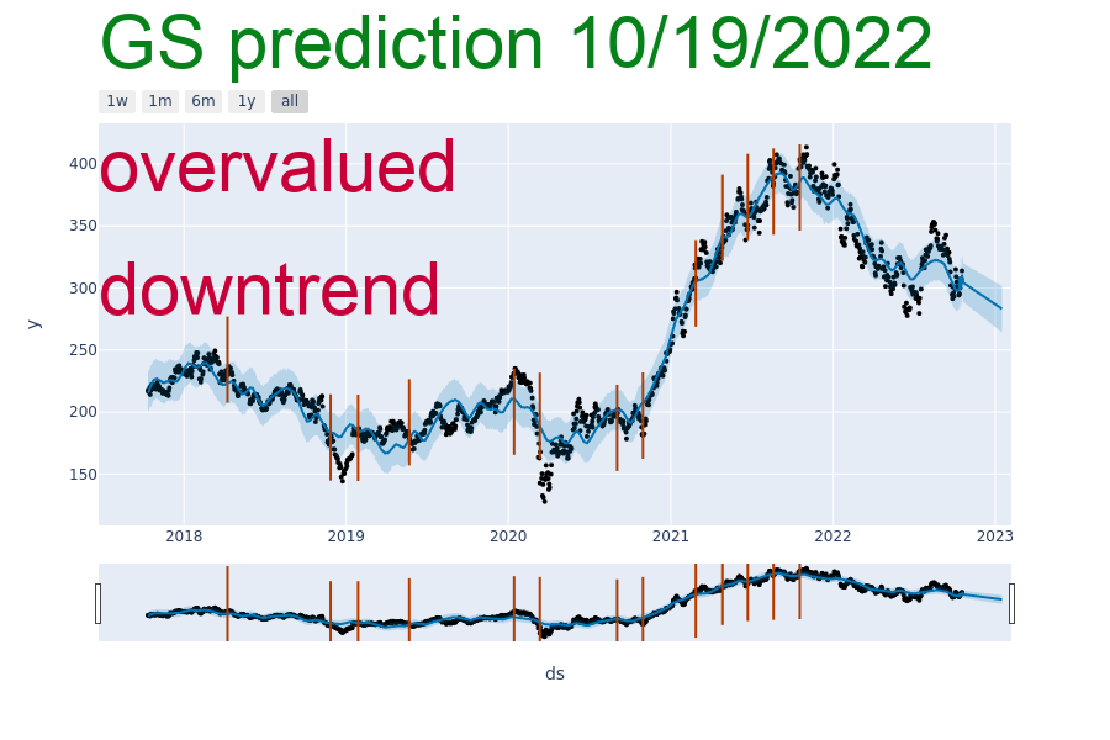 GS prediction 10/19/2022
1w 1m 6m 1y all
overvalued
downtrend
400
350
300
250
200
150
y
2018 2019 2020 2021 2022 2023
ds